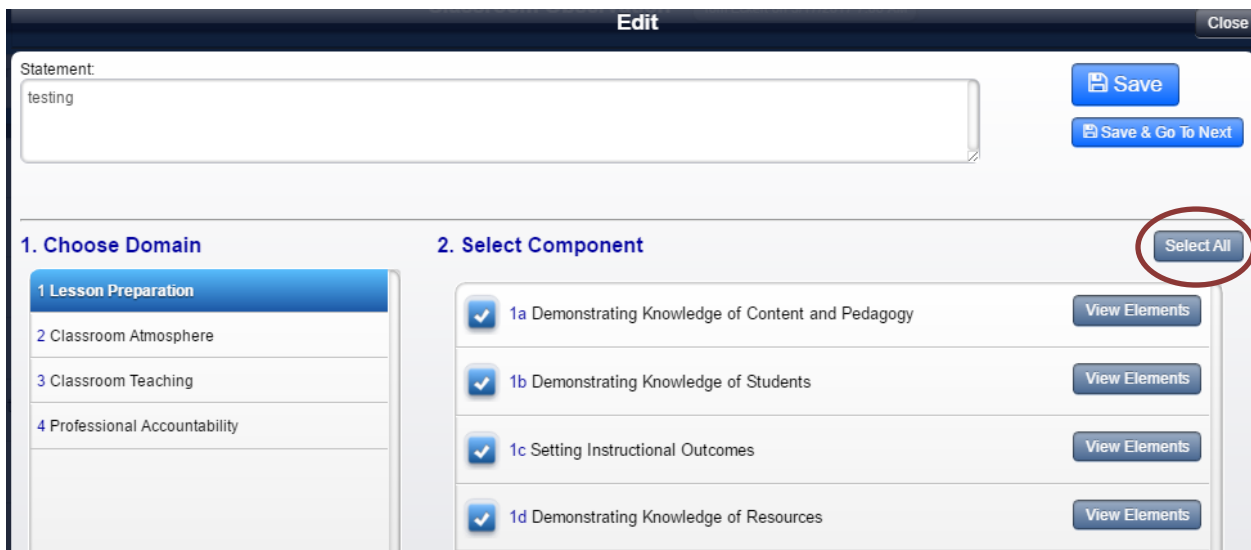 Edit
Close
Statement:
testing
Save
Save & Go To Next
1. Choose Domain
2. Select Component
Select All
1 Lesson Preparation
2 Classroom Atmosphere
3 Classroom Teaching
4 Professional Accountability
1a Demonstrating Knowledge of Content and Pedagogy
View Elements
1b Demonstrating Knowledge of Students
View Elements
1c Setting Instructional Outcomes
View Elements
1d Demonstrating Knowledge of Resources
View Elements